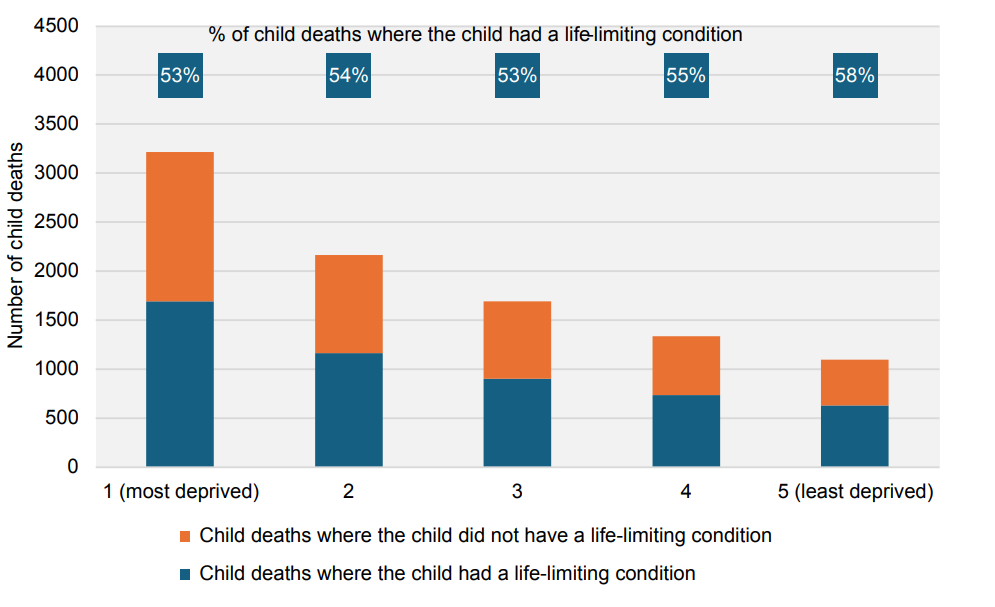 % of child deaths where the child had a life-limiting condition
4500
4000
3500
3000
2500
2000
1500
1000
500
0
Number of child deaths
53% 54% 53% 55% 58%
1 (most deprived) 2 3 4 5 (least deprived)
Child deaths where the child did not have a life-limiting condition
Child deaths where the child had a life-limiting condition